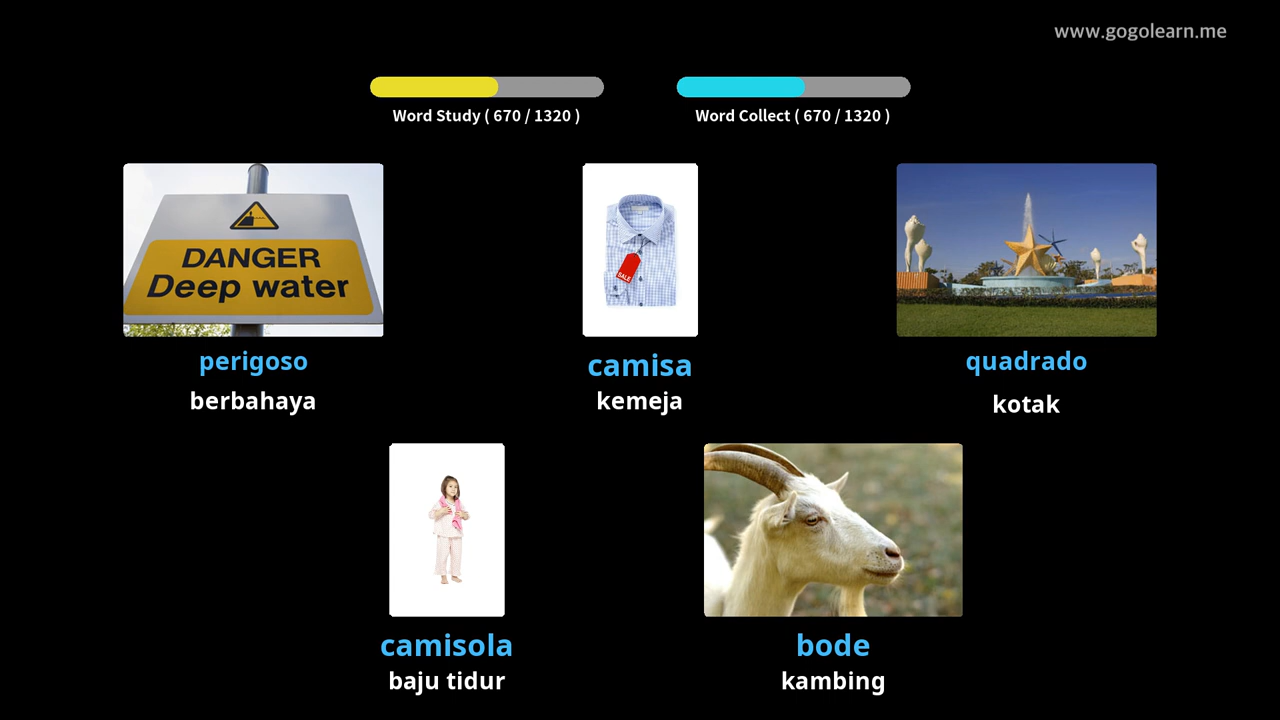 www.gogolearn.me
Word Study ( 670 / 1320 )
Word Collect ( 670 / 1320 )
DANGER
Deep water
SALE
perigoso
camisa
quadrado
berbahaya
kemeja
kotak
camisola
bode
baju tidur
kambing